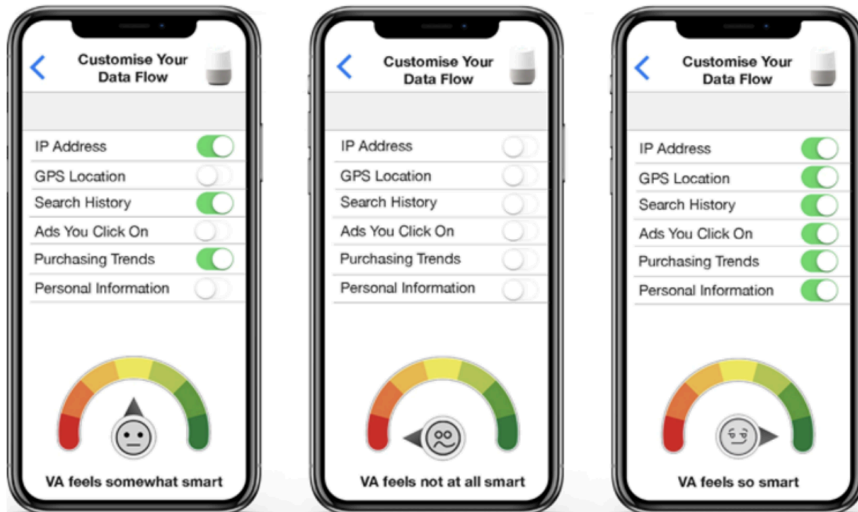 Customise Your
Data Flow
IP Address
GPS Location
Search History
Ads You Click On
Purchasing Trends
Personal Information
VA feels somewhat smart
Customise Your
Data Flow
IP Address
GPS Location
Search History
Ads You Click On
Purchasing Trends
Personal Information
VA feels not at all smart
Customise Your
Data Flow
IP Address
GPS Location
Search History
Ads You Click On
Purchasing Trends
Personal Information
VA feels so smart